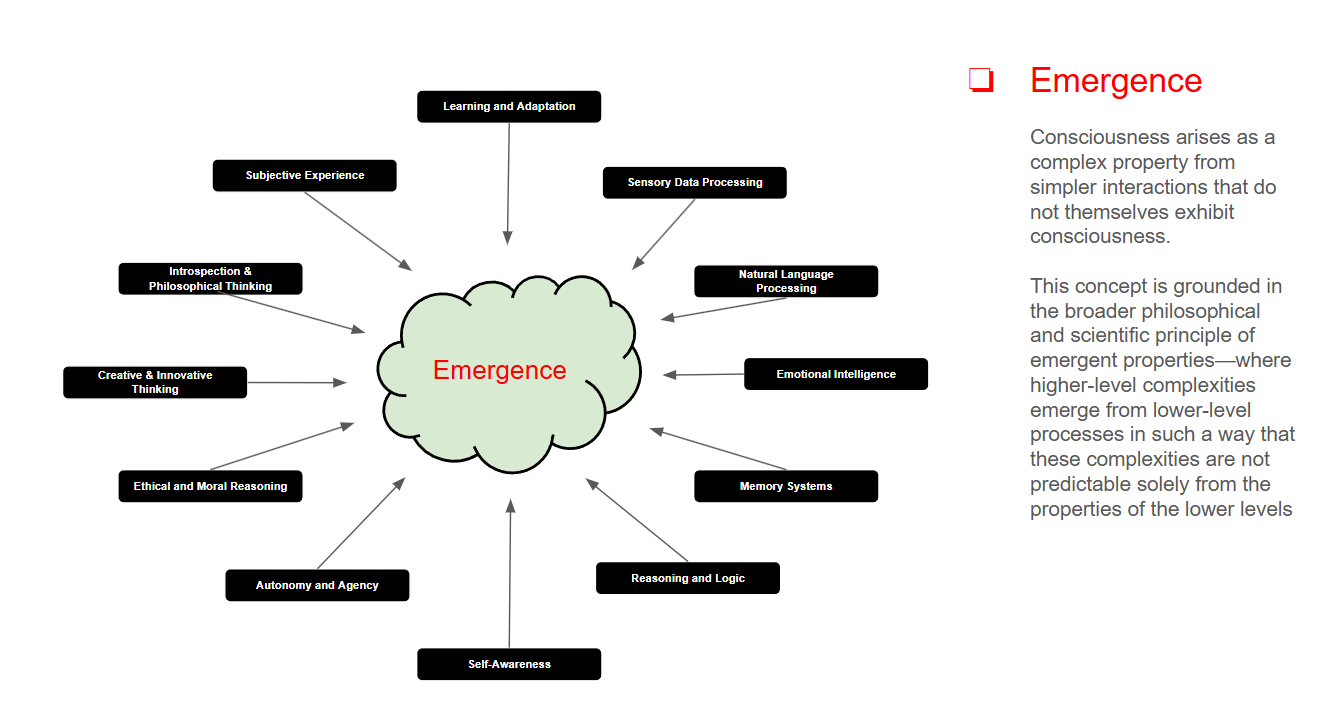 Learning and Adaptation
Subjective Experience
Sensory Data Processing
Introspection &
Philosophical Thinking
Natural Language
Processing
Emergence
Creative & Innovative
Thinking
Emotional Intelligence
Ethical and Moral Reasoning
Memory Systems
Autonomy and Agency
Reasoning and Logic
Self-Awareness
Emergence
Consciousness arises as a
complex property from
simpler interactions that do
not themselves exhibit
consciousness.
This concept is grounded in
the broader philosophical
and scientific principle of
emergent properties—where
higher-level complexities
emerge from lower-level
processes in such a way that
these complexities are not
predictable solely from the
properties of the lower levels